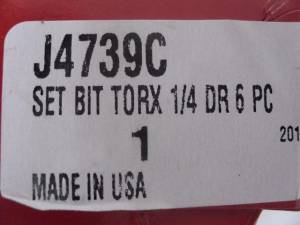 J4739C
SET BIT TORX 1/4 DR 6 PC
1
201
MADE IN USA